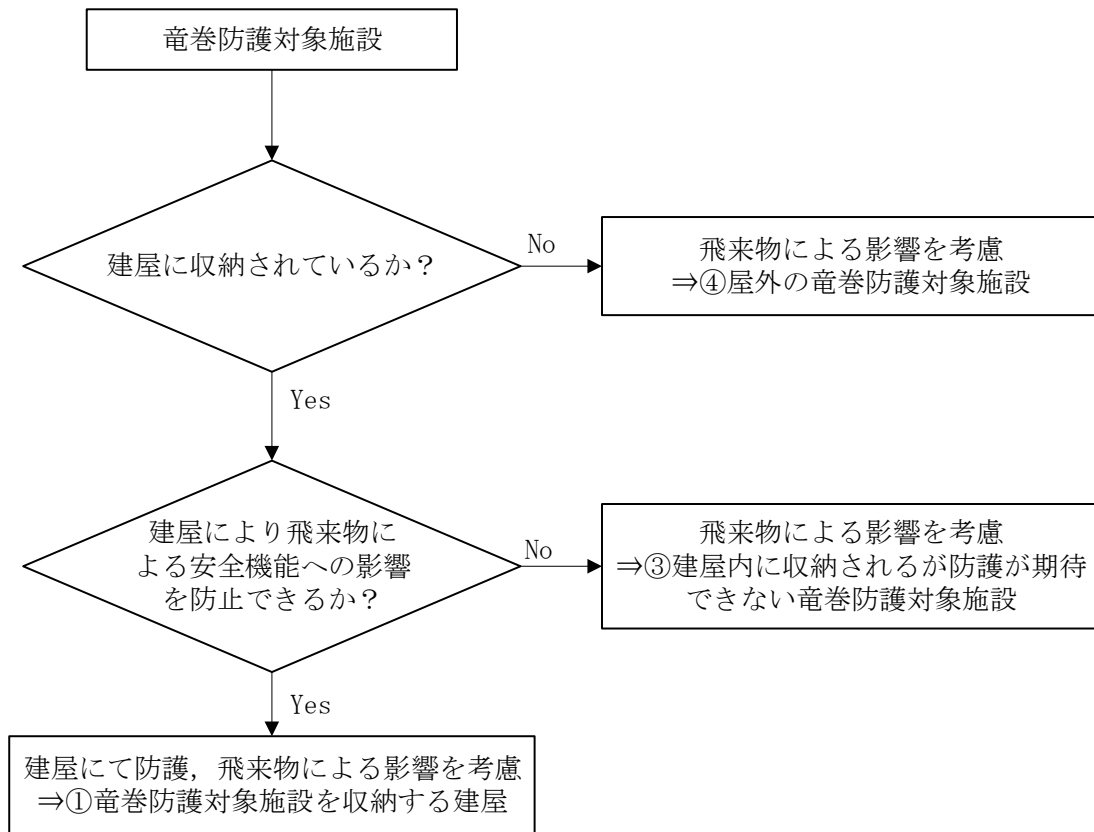 竜巻防護対象施設
建屋に収納されているか？
No
飛来物による影響を考慮
⇒④屋外の竜巻防護対象施設
Yes
建屋により飛来物に
よる安全機能への影響
を防止できるか？
No
飛来物による影響を考慮
⇒③建屋内に収納されるが防護が期待
できない竜巻防護対象施設
Yes
建屋にて防護，飛来物による影響を考慮
⇒①竜巻防護対象施設を収納する建屋